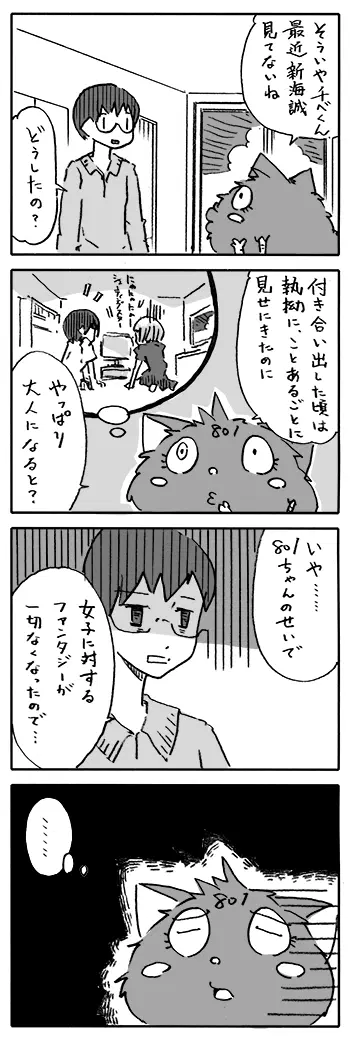 そういやチベくん
最近新海誠
見てないね
どうしたの?
付き合い出した頃は
執拗に、ことあるごとに
見せにきたのに
やっぱり
大人になると?
801
いや……
801ちゃんのせいで
女子に対する
ファンタジーが
一切なくなったので…
………
801